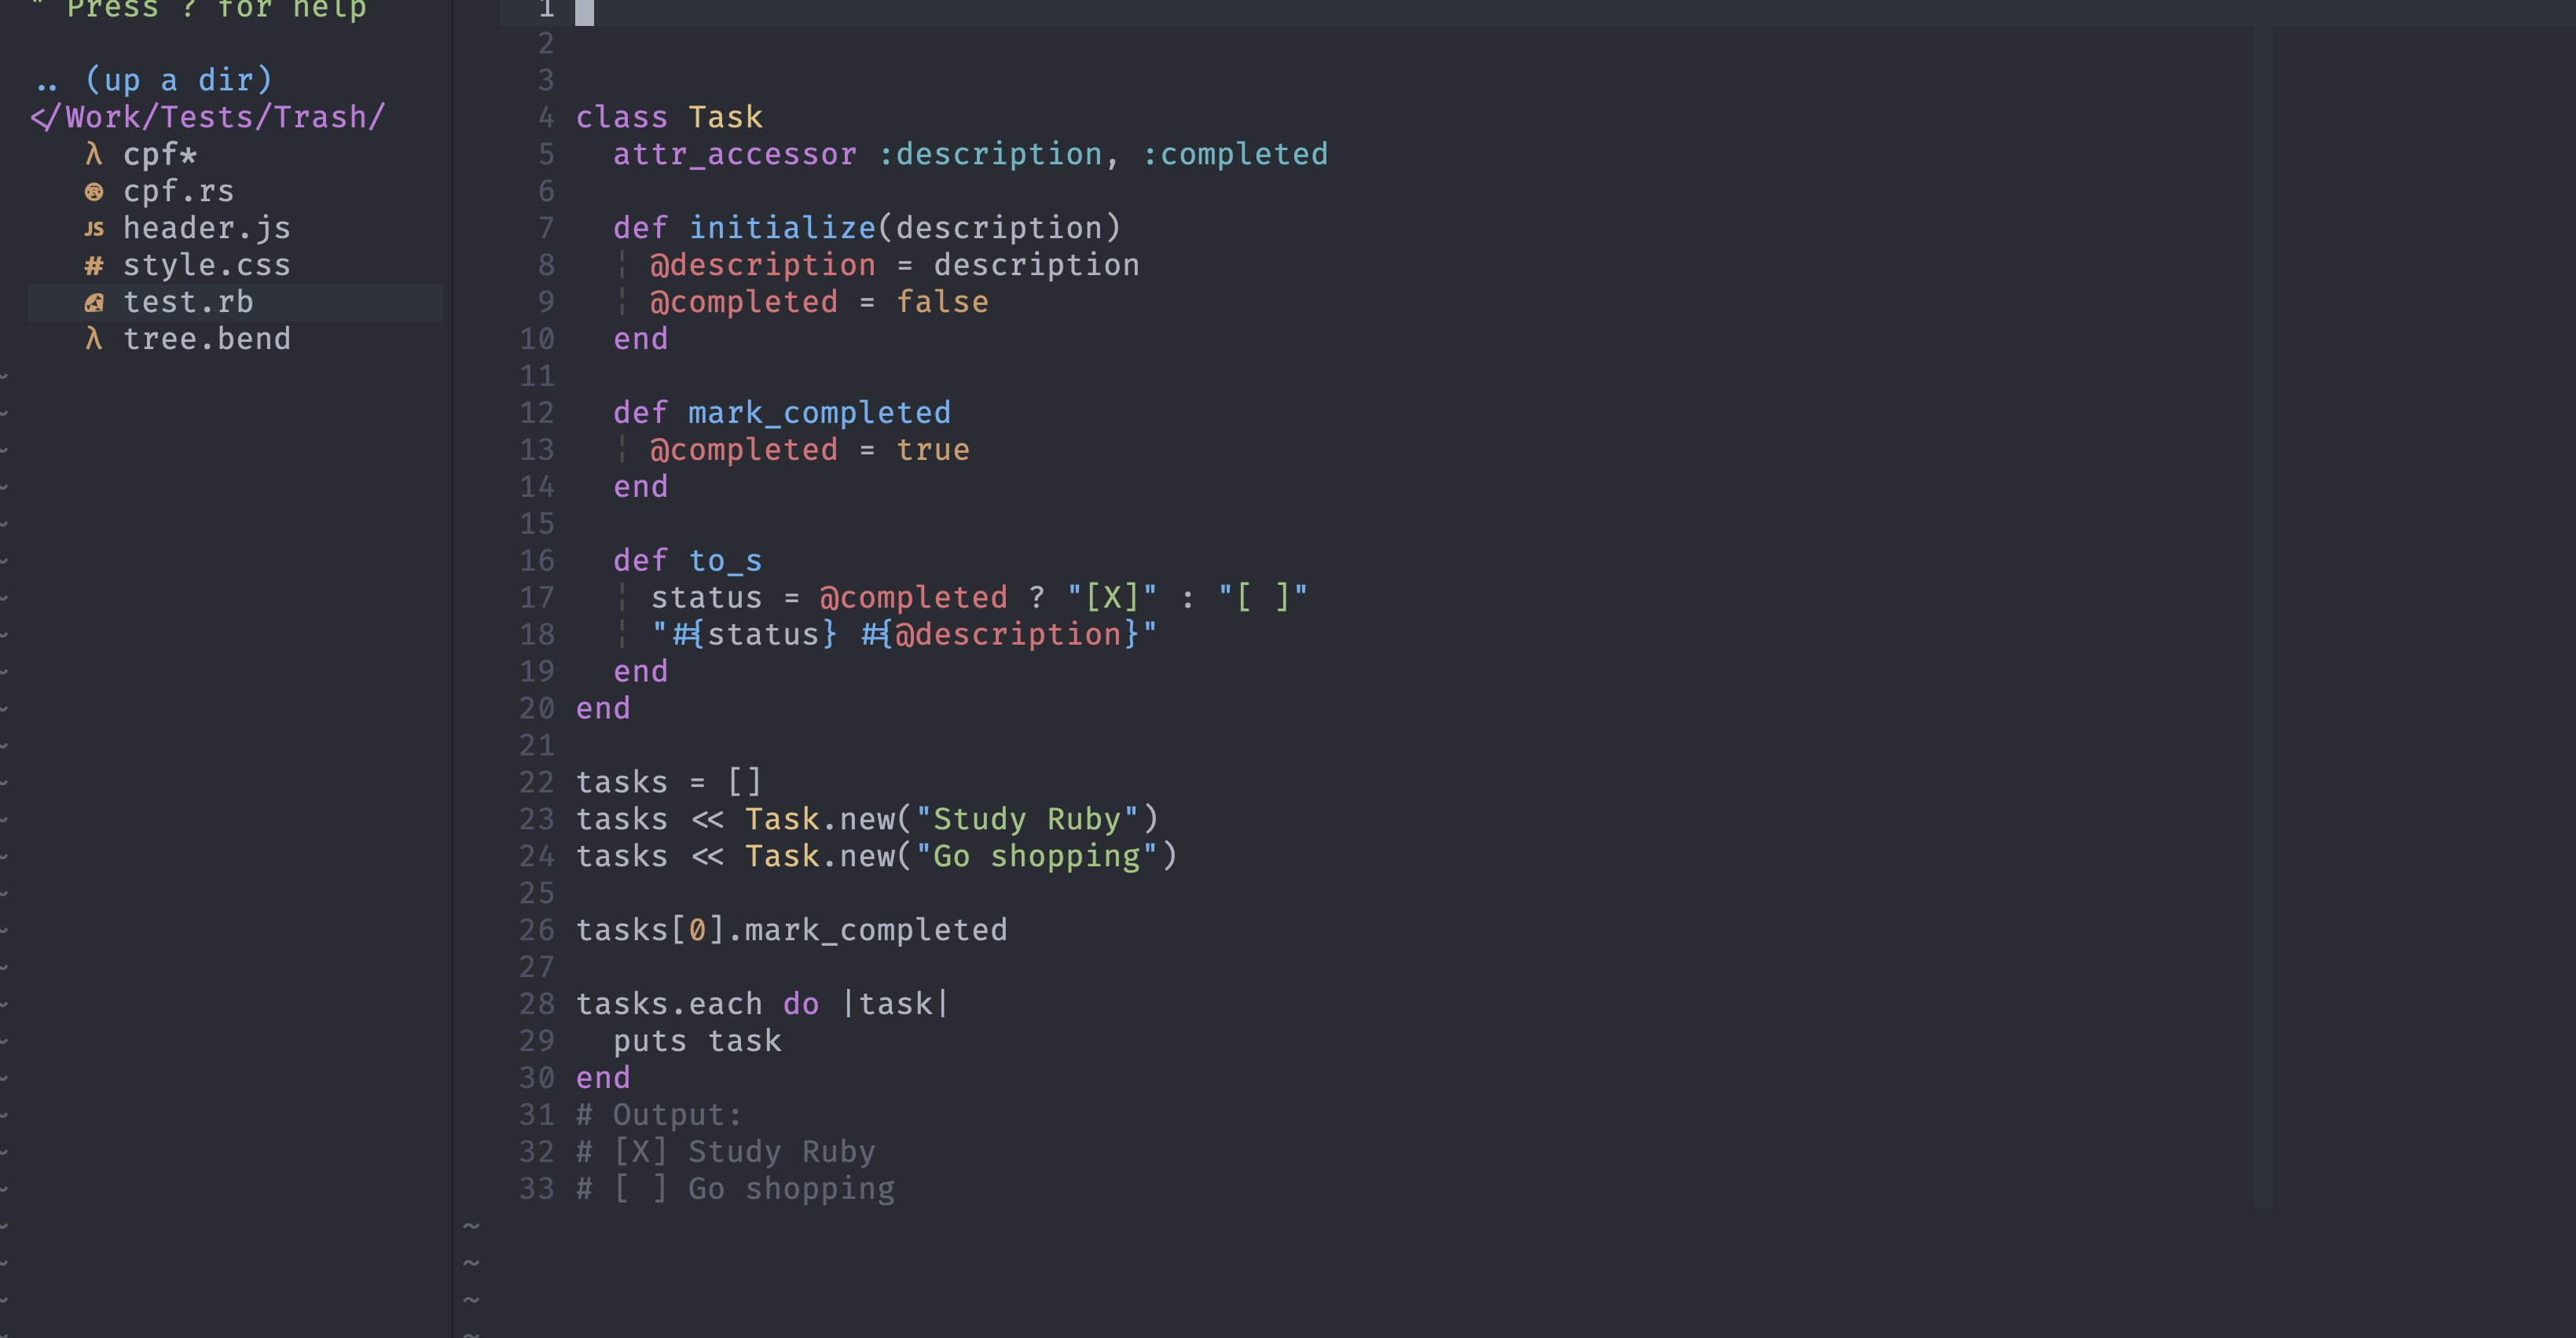 " Press ? for help
.. (up a dir)
</Work/Tests/Trash/
λ cpf*
cpf.rs
JS header.js
# style.css
test.rb
λ tree.bend
1
2
3
4 class Task
5   attr_accessor :description, :completed
6
7   def initialize(description)
8   ¦ @description = description
9   ¦ @completed = false
10   end
11
12   def mark_completed
13   ¦ @completed = true
14   end
15
16   def to_s
17   ¦ status = @completed ? "[X]" : "[ ]"
18   ¦ "#{status} #{@description}"
19   end
20 end
21
22 tasks = []
23 tasks << Task.new("Study Ruby")
24 tasks << Task.new("Go shopping")
25
26 tasks[0].mark_completed
27
28 tasks.each do |task|
29   puts task
30 end
31 # Output:
32 # [X] Study Ruby
33 # [ ] Go shopping
~
~
~
~